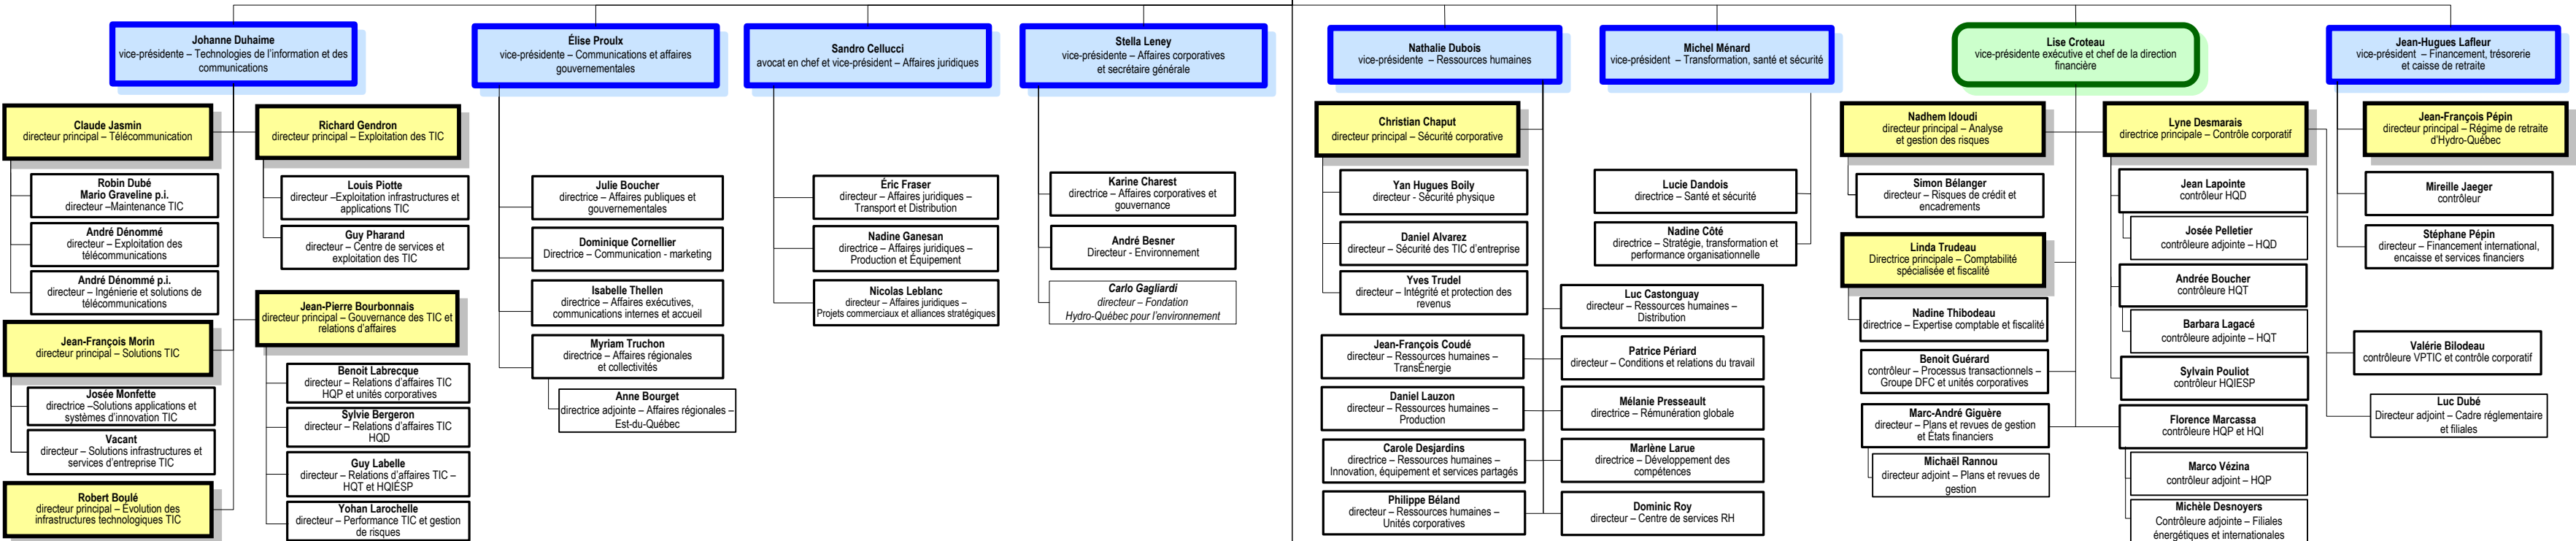 Johanne Duhaime
vice-présidente – Technologies de l'information et des
communications
Claude Jasmin
directeur principal – Télécommunication
Robin Dubé
Mario Graveline p.i.
directeur –Maintenance TIC
André Dénommé
directeur – Exploitation des
télécommunications
André Dénommé p.i.
directeur – Ingénierie et solutions de
télécommunications
Jean-François Morin
directeur principal – Solutions TIC
Josée Monfette
directrice –Solutions applications et
systèmes d'innovation TIC
Vacant
directeur – Solutions infrastructures et
services d'entreprise TIC
Robert Boulé
directeur principal – Évolution des
infrastructures technologiques TIC
Richard Gendron
directeur principal – Exploitation des TIC
Louis Piotte
directeur –Exploitation infrastructures et
applications TIC
Guy Pharand
directeur – Centre de services et
exploitation des TIC
Jean-Pierre Bourbonnais
directeur principal – Gouvernance des TIC et
relations d'affaires
Benoit Labrecque
directeur – Relations d'affaires TIC
HQP et unités corporatives
Sylvie Bergeron
directeur – Relations d'affaires TIC
HQD
Guy Labelle
directeur – Relations d'affaires TIC –
HQT et HQIÉSP
Yohan Larochelle
directeur – Performance TIC et gestion
de risques
Élise Proulx
vice-présidente – Communications et affaires
gouvernementales
Julie Boucher
directrice – Affaires publiques et
gouvernementales
Dominique Cornellier
Directrice – Communication - marketing
Isabelle Thellen
directrice – Affaires exécutives,
communications internes et accueil
Myriam Truchon
directrice – Affaires régionales
et collectivités
Anne Bourget
directrice adjointe – Affaires régionales –
Est-du-Québec
Sandro Cellucci
avocat en chef et vice-président – Affaires juridiques
Éric Fraser
directeur – Affaires juridiques –
Transport et Distribution
Nadine Ganesan
directrice – Affaires juridiques –
Production et Équipement
Nicolas Leblanc
directeur – Affaires juridiques –
Projets commerciaux et alliances stratégiques
Stella Leney
vice-présidente – Affaires corporatives
et secrétaire générale
Karine Charest
directrice – Affaires corporatives et
gouvernance
André Besner
Directeur - Environnement
Carlo Gagliardi
directeur – Fondation
Hydro-Québec pour l'environnement
Nathalie Dubois
vice-présidente – Ressources humaines
Christian Chaput
directeur principal – Sécurité corporative
Yan Hugues Boily
directeur - Sécurité physique
Daniel Alvarez
directeur – Sécurité des TIC d'entreprise
Yves Trudel
directeur – Intégrité et protection des
revenus
Jean-François Coudé
directeur – Ressources humaines –
TransÉnergie
Daniel Lauzon
directeur – Ressources humaines –
Production
Carole Desjardins
directrice – Ressources humaines –
Innovation, équipement et services partagés
Philippe Béland
directeur – Ressources humaines –
Unités corporatives
Luc Castonguay
directeur – Ressources humaines –
Distribution
Patrice Périard
directeur – Conditions et relations du travail
Mélanie Presseault
directrice – Rémunération globale
Marlène Larue
directrice – Développement des
compétences
Dominic Roy
directeur – Centre de services RH
Michel Ménard
vice-président – Transformation, santé et sécurité
Lucie Dandois
directrice – Santé et sécurité
Nadine Côté
directrice – Stratégie, transformation et
performance organisationnelle
Lise Croteau
vice-présidente exécutive et chef de la direction
financière
Nadhem Idoudi
directeur principal – Analyse
et gestion des risques
Simon Bélanger
directeur – Risques de crédit et
encadrements
Linda Trudeau
Directrice principale – Comptabilité
spécialisée et fiscalité
Nadine Thibodeau
directrice – Expertise comptable et fiscalité
Benoit Guérard
contrôleur – Processus transactionnels –
Groupe DFC et unités corporatives
Marc-André Giguère
directeur – Plans et revues de gestion
et États financiers
Michaël Rannou
directeur adjoint – Plans et revues de
gestion
Lyne Desmarais
directrice principale – Contrôle corporatif
Jean Lapointe
contrôleur HQD
Josée Pelletier
contrôleure adjointe – HQD
Andrée Boucher
contrôleure HQT
Barbara Lagacé
contrôleure adjointe – HQT
Sylvain Pouliot
contrôleur HQIESP
Florence Marcassa
contrôleure HQP et HQI
Marco Vézina
contrôleur adjoint – HQP
Michèle Desnoyers
Contrôleure adjointe – Filiales
énergétiques et internationales
Jean-Hugues Lafleur
vice-président – Financement, trésorerie
et caisse de retraite
Jean-François Pépin
directeur principal – Régime de retraite
d'Hydro-Québec
Mireille Jaeger
contrôleur
Stéphane Pépin
directeur – Financement international,
encaisse et services financiers
Valérie Bilodeau
contrôleure VPTIC et contrôle corporatif
Luc Dubé
Directeur adjoint – Cadre réglementaire
et filiales